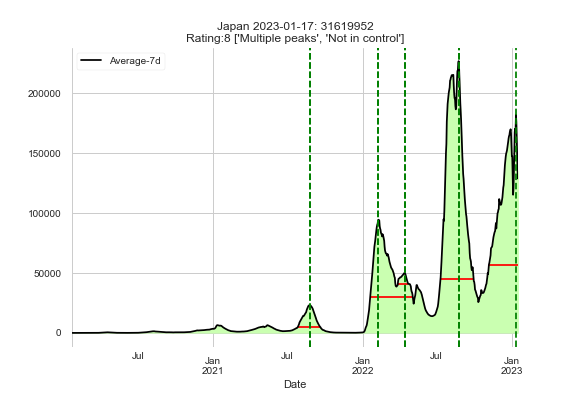 Japan 2023-01-17: 31619952
Rating:8 ['Multiple peaks', 'Not in control']
Average-7d
200000
150000
100000
50000
0
Jul
Jan
2021
Jul
Jan
2022
Jul
Jan
2023
Date